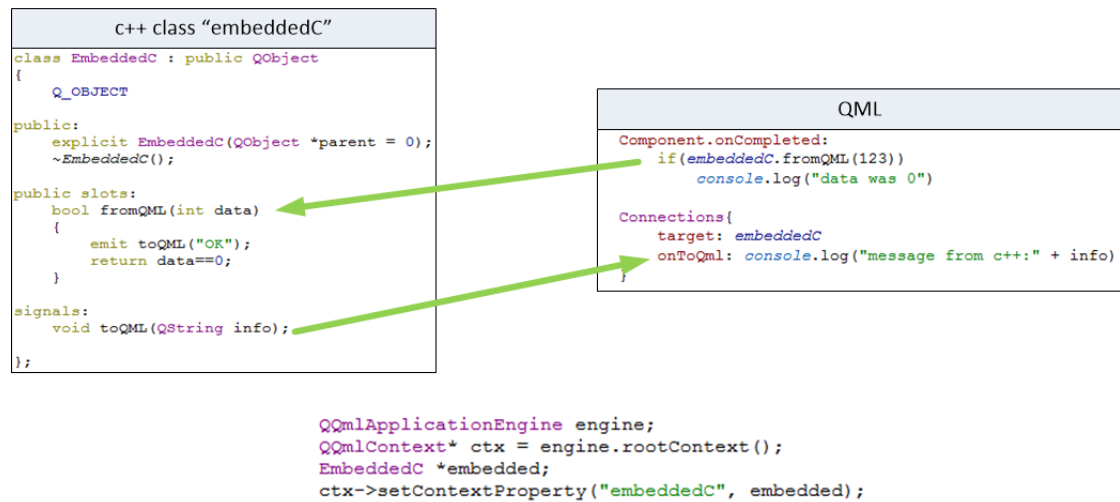 c++ class “embeddedC”
class EmbeddedC : public QObject
{
    Q_OBJECT

public:
    explicit EmbeddedC(QObject *parent = 0);
    ~EmbeddedC();

public slots:
    bool fromQML(int data)
    {
        emit toQML("OK");
        return data==0;
    }

signals:
    void toQML(QString info);

};
QML
Component.onCompleted:
    if(embeddedC.fromQML(123))
        console.log("data was 0")

Connections{
    target: embeddedC
    onToQml: console.log("message from c++:" + info)
}
QQmlApplicationEngine engine;
QQmlContext* ctx = engine.rootContext();
EmbeddedC *embedded;
ctx->setContextProperty("embeddedC", embedded);